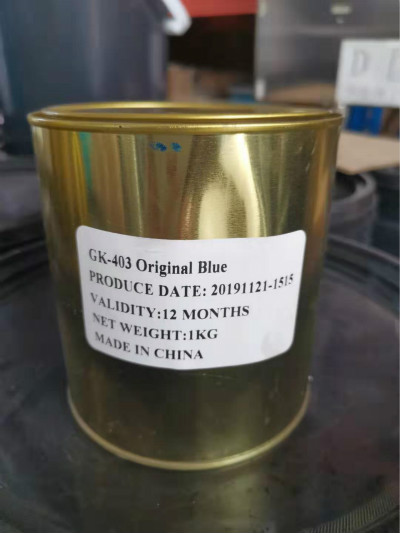 GK-403 Original Blue
PRODUCE DATE: 20191121-1515
VALIDITY:12 MONTHS
NET WEIGHT:1KG
MADE IN CHINA